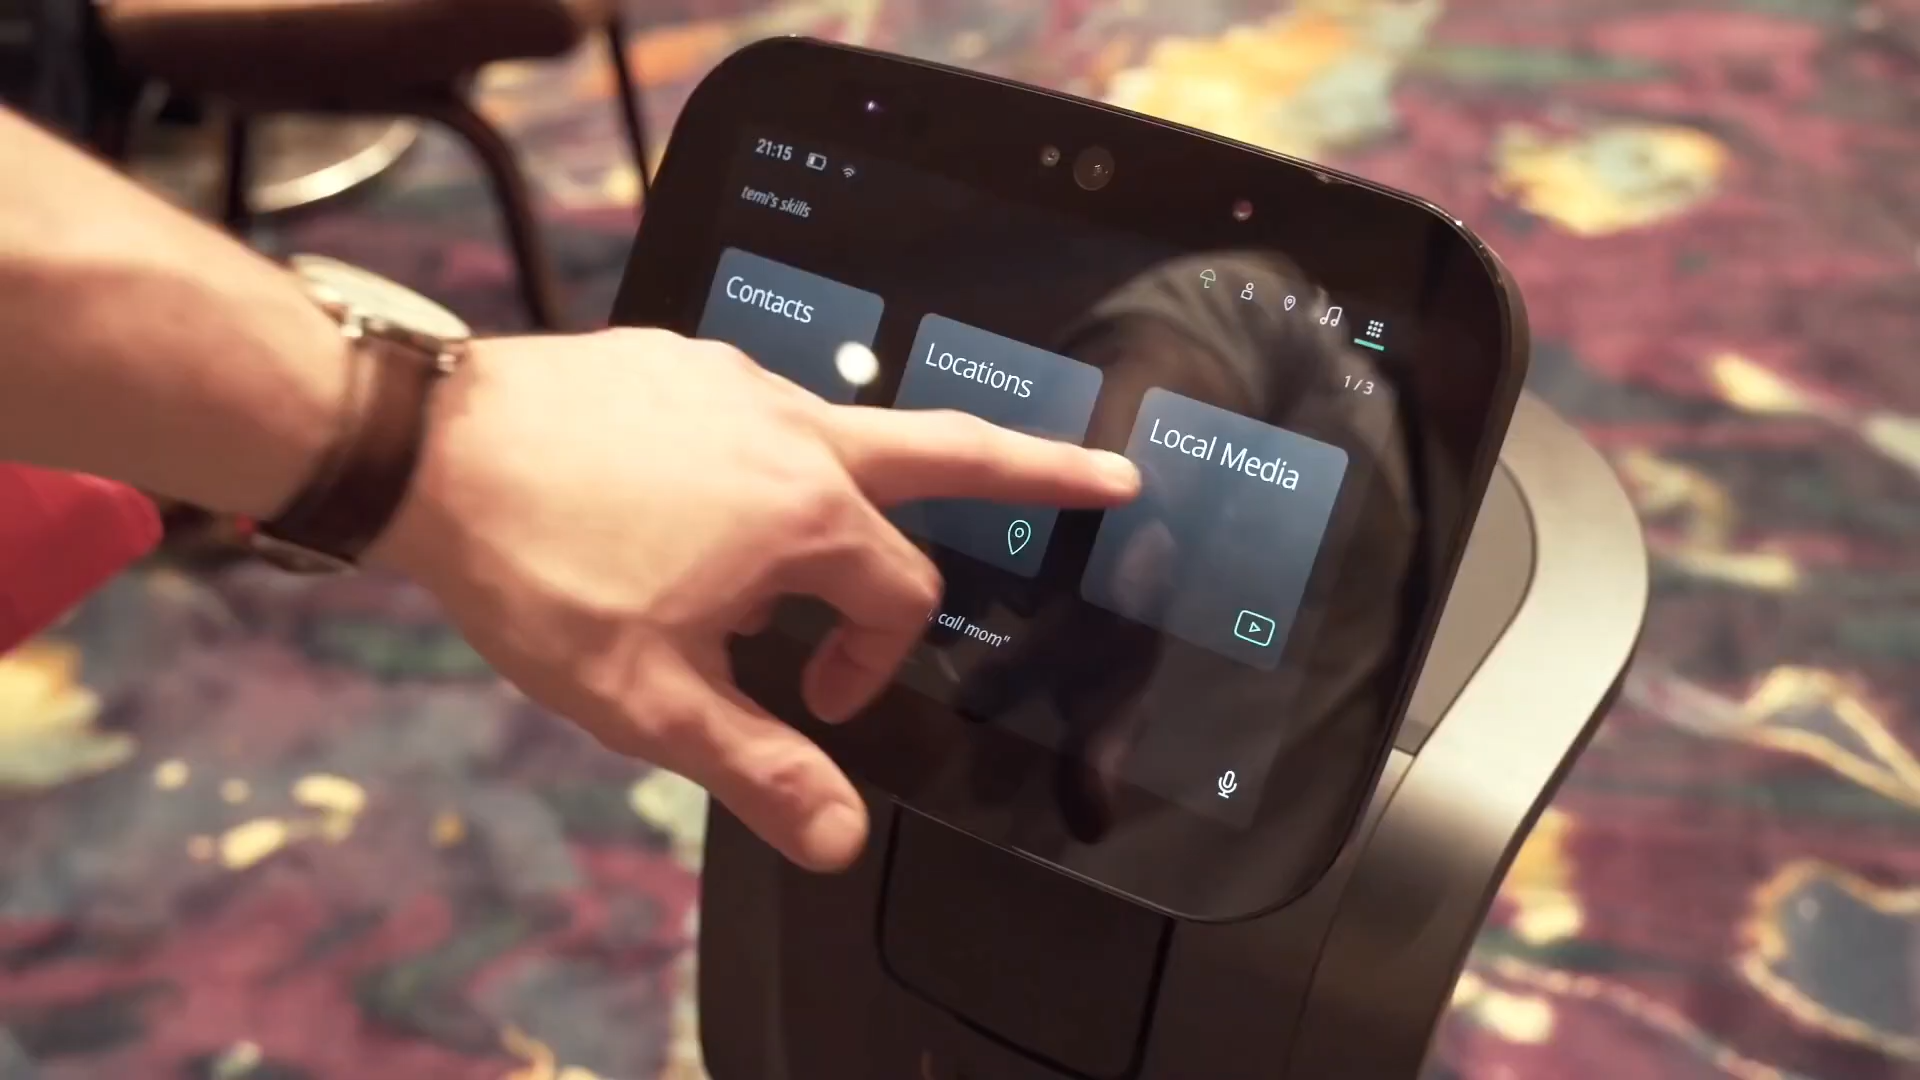 21:15
temi's skills
1/3
Contacts
Locations
Local Media
, call mom"